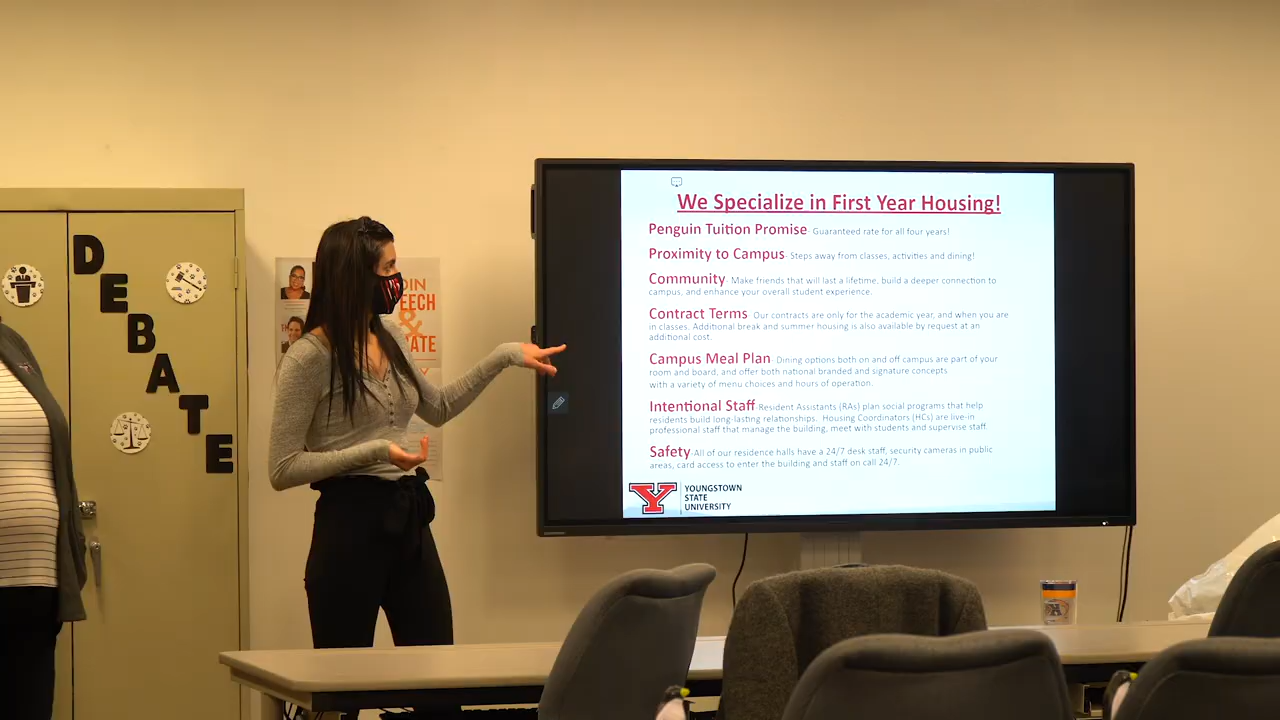 DEBATE
OIN
EECH
&
ATE
We Specialize in First Year Housing!
Penguin Tuition Promise- Guaranteed rate for all four years!
Proximity to Campus- Steps away from classes, activities and dining!
Community- Make friends that will last a lifetime, build a deeper connection to
campus, and enhance your overall student experience.
Contract Terms- Our contracts are only for the academic year, and when you are
in classes. Additional break and summer housing is also available by request at an
additional cost.
Campus Meal Plan- Dining options both on and off campus are part of your
room and board, and offer both national branded and signature concepts
with a variety of menu choices and hours of operation.
Intentional Staff-Resident Assistants (RAs) plan social programs that help
residents build long-lasting relationships. Housing Coordinators (HCs) are live-in
professional staff that manage the building, meet with students and supervise staff
Safety-All of our residence halls have a 24/7 desk staff, security cameras in public
areas, card access to enter the building and staff on call 24/7.
Y YOUNGSTOWN
STATE
UNIVERSITY